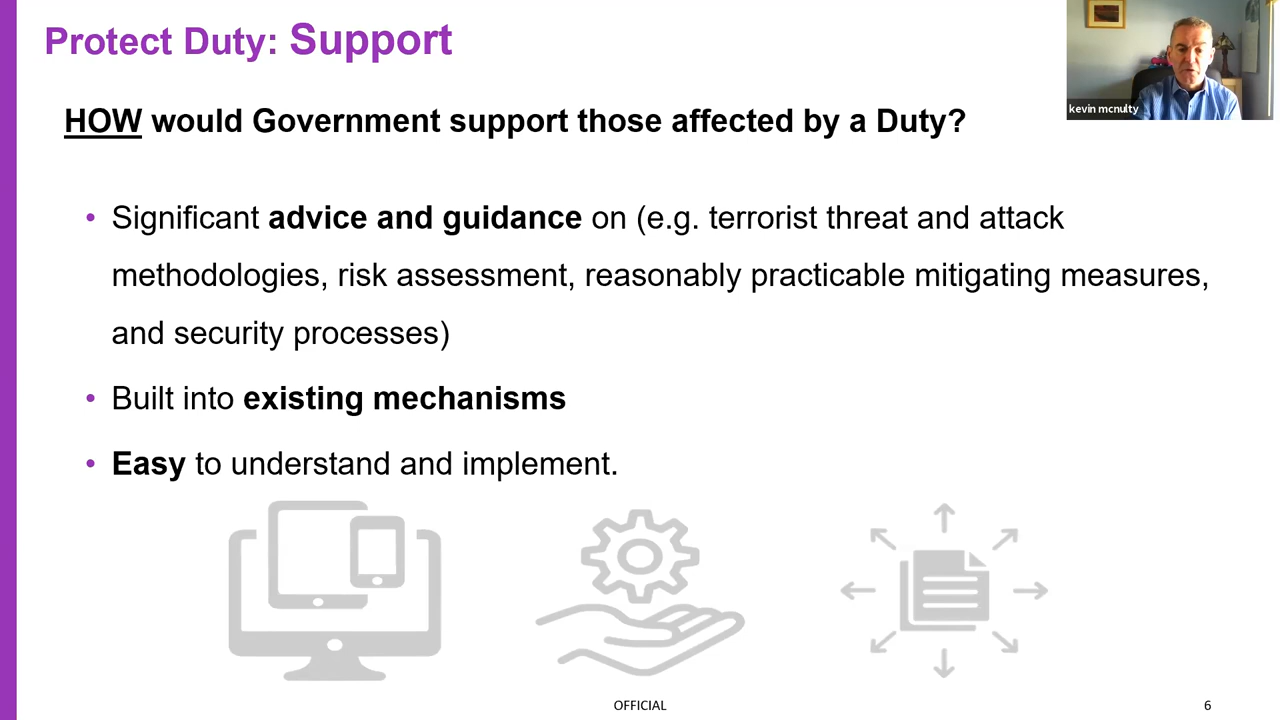 Protect Duty: Support
kevin mcnulty
HOW would Government support those affected by a Duty?
• Significant advice and guidance on (e.g. terrorist threat and attack
methodologies, risk assessment, reasonably practicable mitigating measures,
and security processes)
• Built into existing mechanisms
• Easy to understand and implement.
OFFICIAL
6